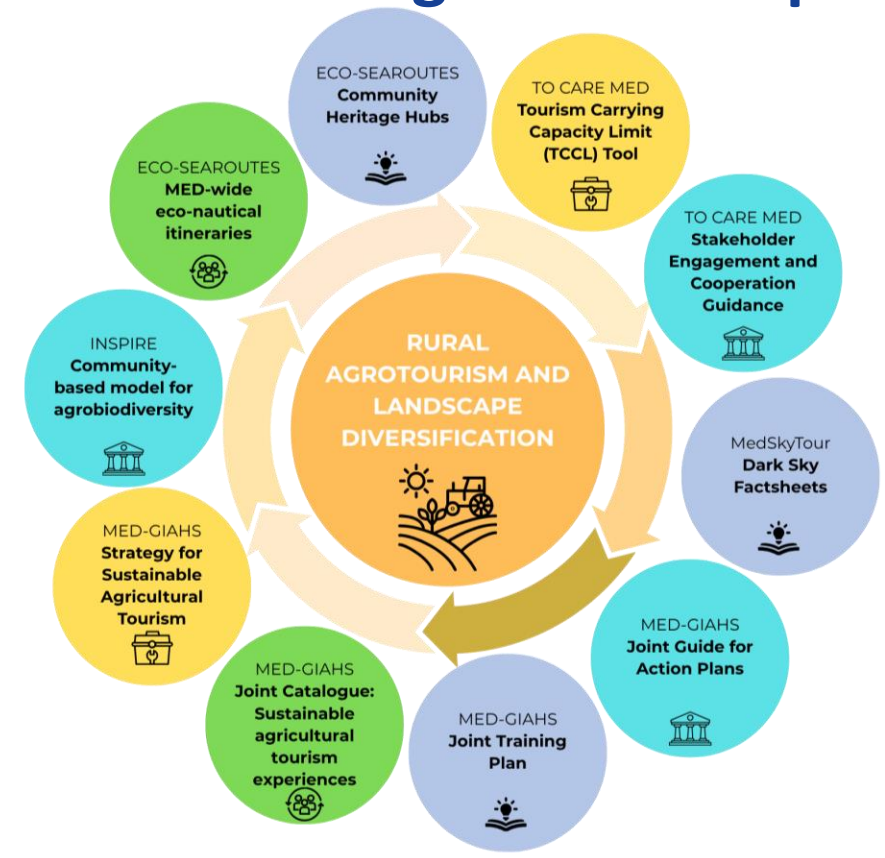 ECO-SEAROUTES
Community
Heritage Hubs
TO CARE MED
Tourism Carrying
Capacity Limit
(TCCL) Tool
TO CARE MED
Stakeholder
Engagement and
Cooperation
Guidance
MedSkyTour
Dark Sky
Factsheets
MED-GIAHS
Joint Guide for
Action Plans
MED-GIAHS
Joint Training
Plan
MED-GIAHS
Joint Catalogue:
Sustainable
agricultural
tourism
experiences
MED-GIAHS
Strategy for
Sustainable
Agricultural
Tourism
INSPIRE
Community-
based model for
agrobiodiversity
ECO-SEAROUTES
MED-wide
eco-nautical
itineraries
RURAL
AGROTOURISM AND
LANDSCAPE
DIVERSIFICATION